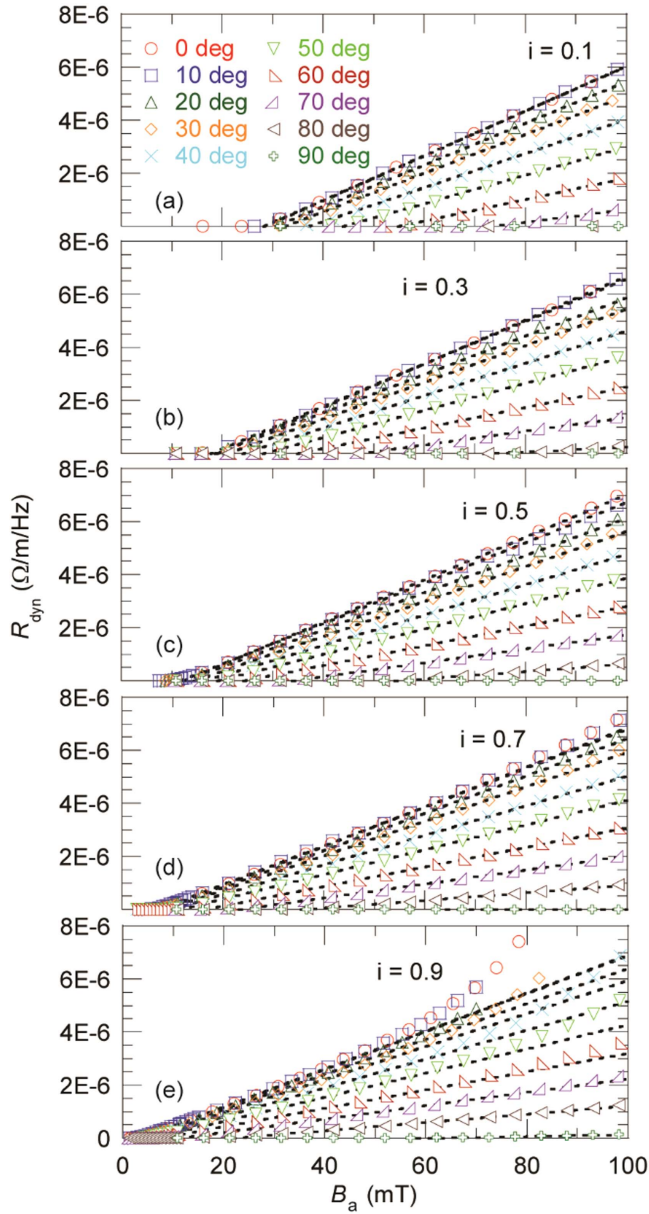 8E-6
6E-6
4E-6
2E-6
0 deg 50 deg
10 deg 60 deg
20 deg 70 deg
30 deg 80 deg
40 deg 90 deg
i = 0.1
(a)
8E-6
6E-6
4E-6
2E-6
i = 0.3
(b)
8E-6
6E-6
4E-6
2E-6
i = 0.5
(c)
R_dyn (Ω/m/Hz)
8E-6
6E-6
4E-6
2E-6
i = 0.7
(d)
8E-6
6E-6
4E-6
2E-6
0
i = 0.9
(e)
0 20 40 60 80 100
B_a (mT)